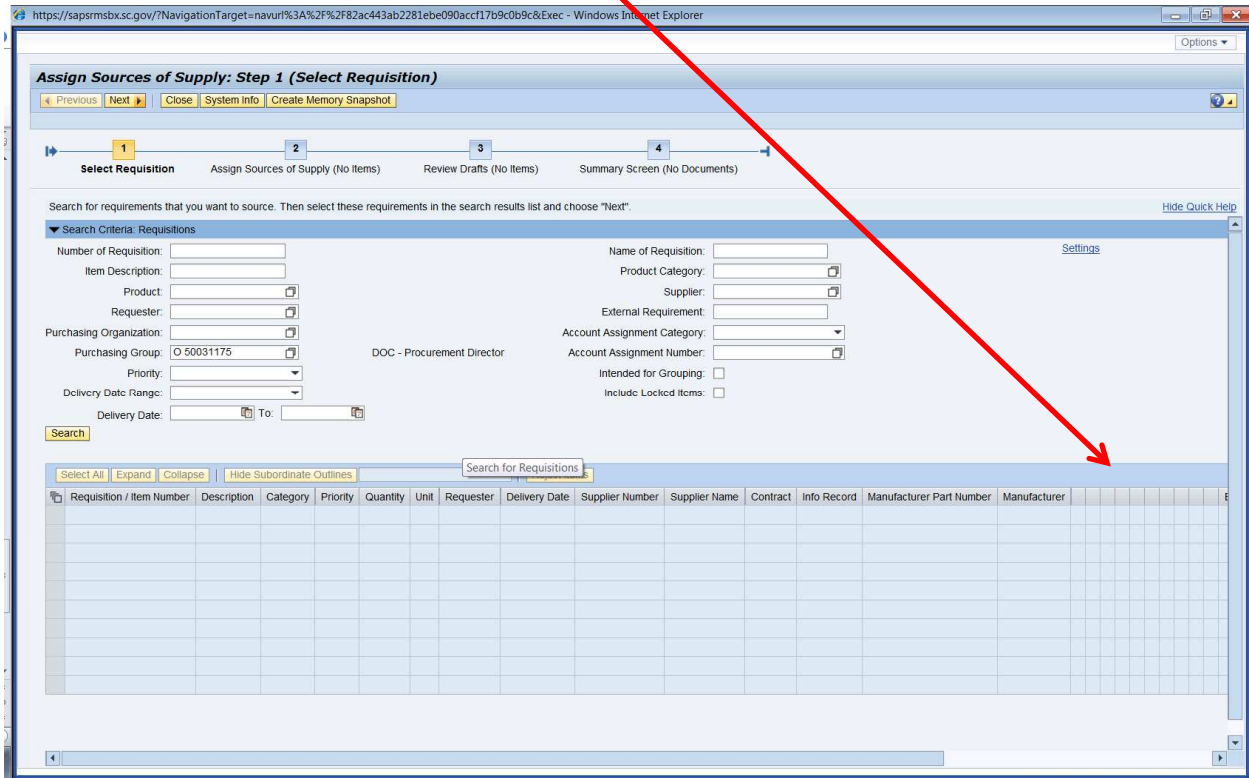 https://sapsrmsbx.sc.gov/?NavigationTarget=navurl%3A%2F%2F82ac443ab2281ebe090accf17b9c0b9c&Exec - Windows Internet Explorer
Options
Assign Sources of Supply: Step 1 (Select Requisition)
Previous Next Close System Info Create Memory Snapshot
1 2 3 4
Select Requisition Assign Sources of Supply (No Items) Review Drafts (No Items) Summary Screen (No Documents)
Search for requirements that you want to source. Then select these requirements in the search results list and choose "Next". Hide Quick Help
Search Criteria: Requisitions
Number of Requisition: Name of Requisition: Settings
Item Description: Product Category:
Product: Supplier:
Requester: External Requirement:
Purchasing Organization: Account Assignment Category:
Purchasing Group: O 50031175 DOC - Procurement Director Account Assignment Number:
Priority: Intended for Grouping:
Delivery Date Range: Include Locked Items:
Delivery Date: To:
Search
Select All Expand Collapse Hide Subordinate Outlines Search for Requisitions
Requisition / Item Number Description Category Priority Quantity Unit Requester Delivery Date Supplier Number Supplier Name Contract Info Record Manufacturer Part Number Manufacturer